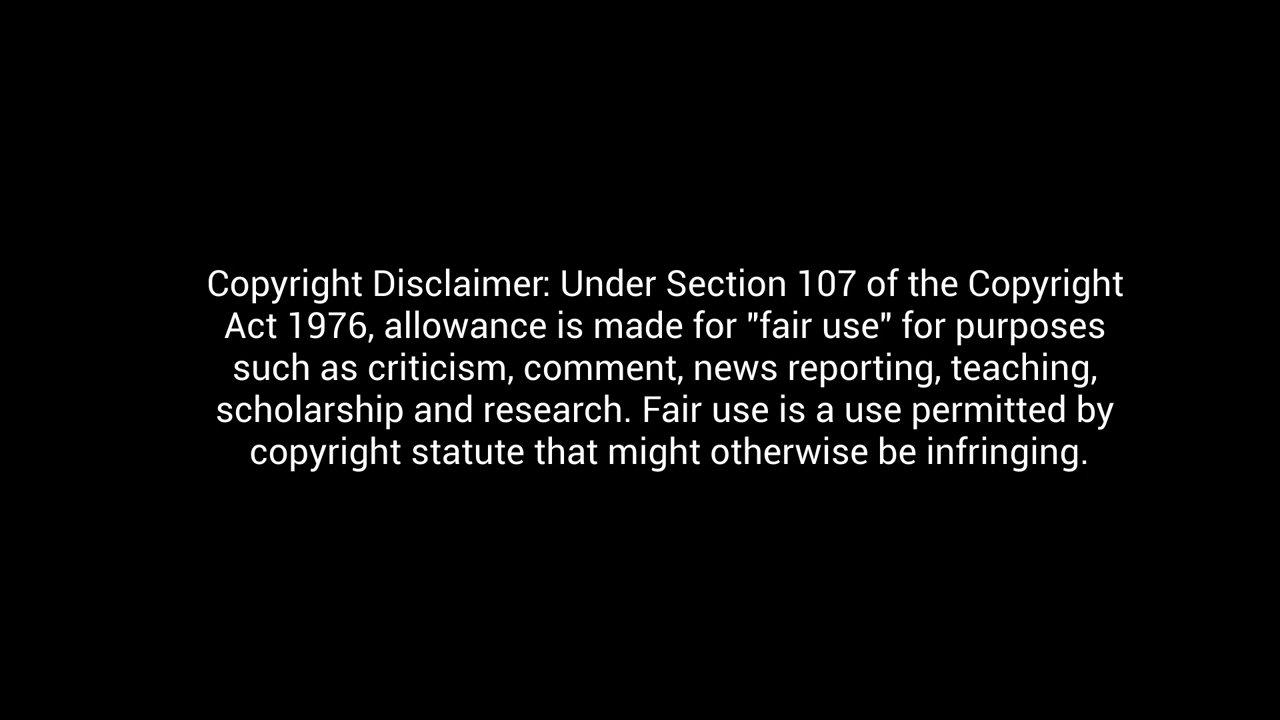 Copyright Disclaimer: Under Section 107 of the Copyright
Act 1976, allowance is made for "fair use" for purposes
such as criticism, comment, news reporting, teaching,
scholarship and research. Fair use is a use permitted by
copyright statute that might otherwise be infringing.